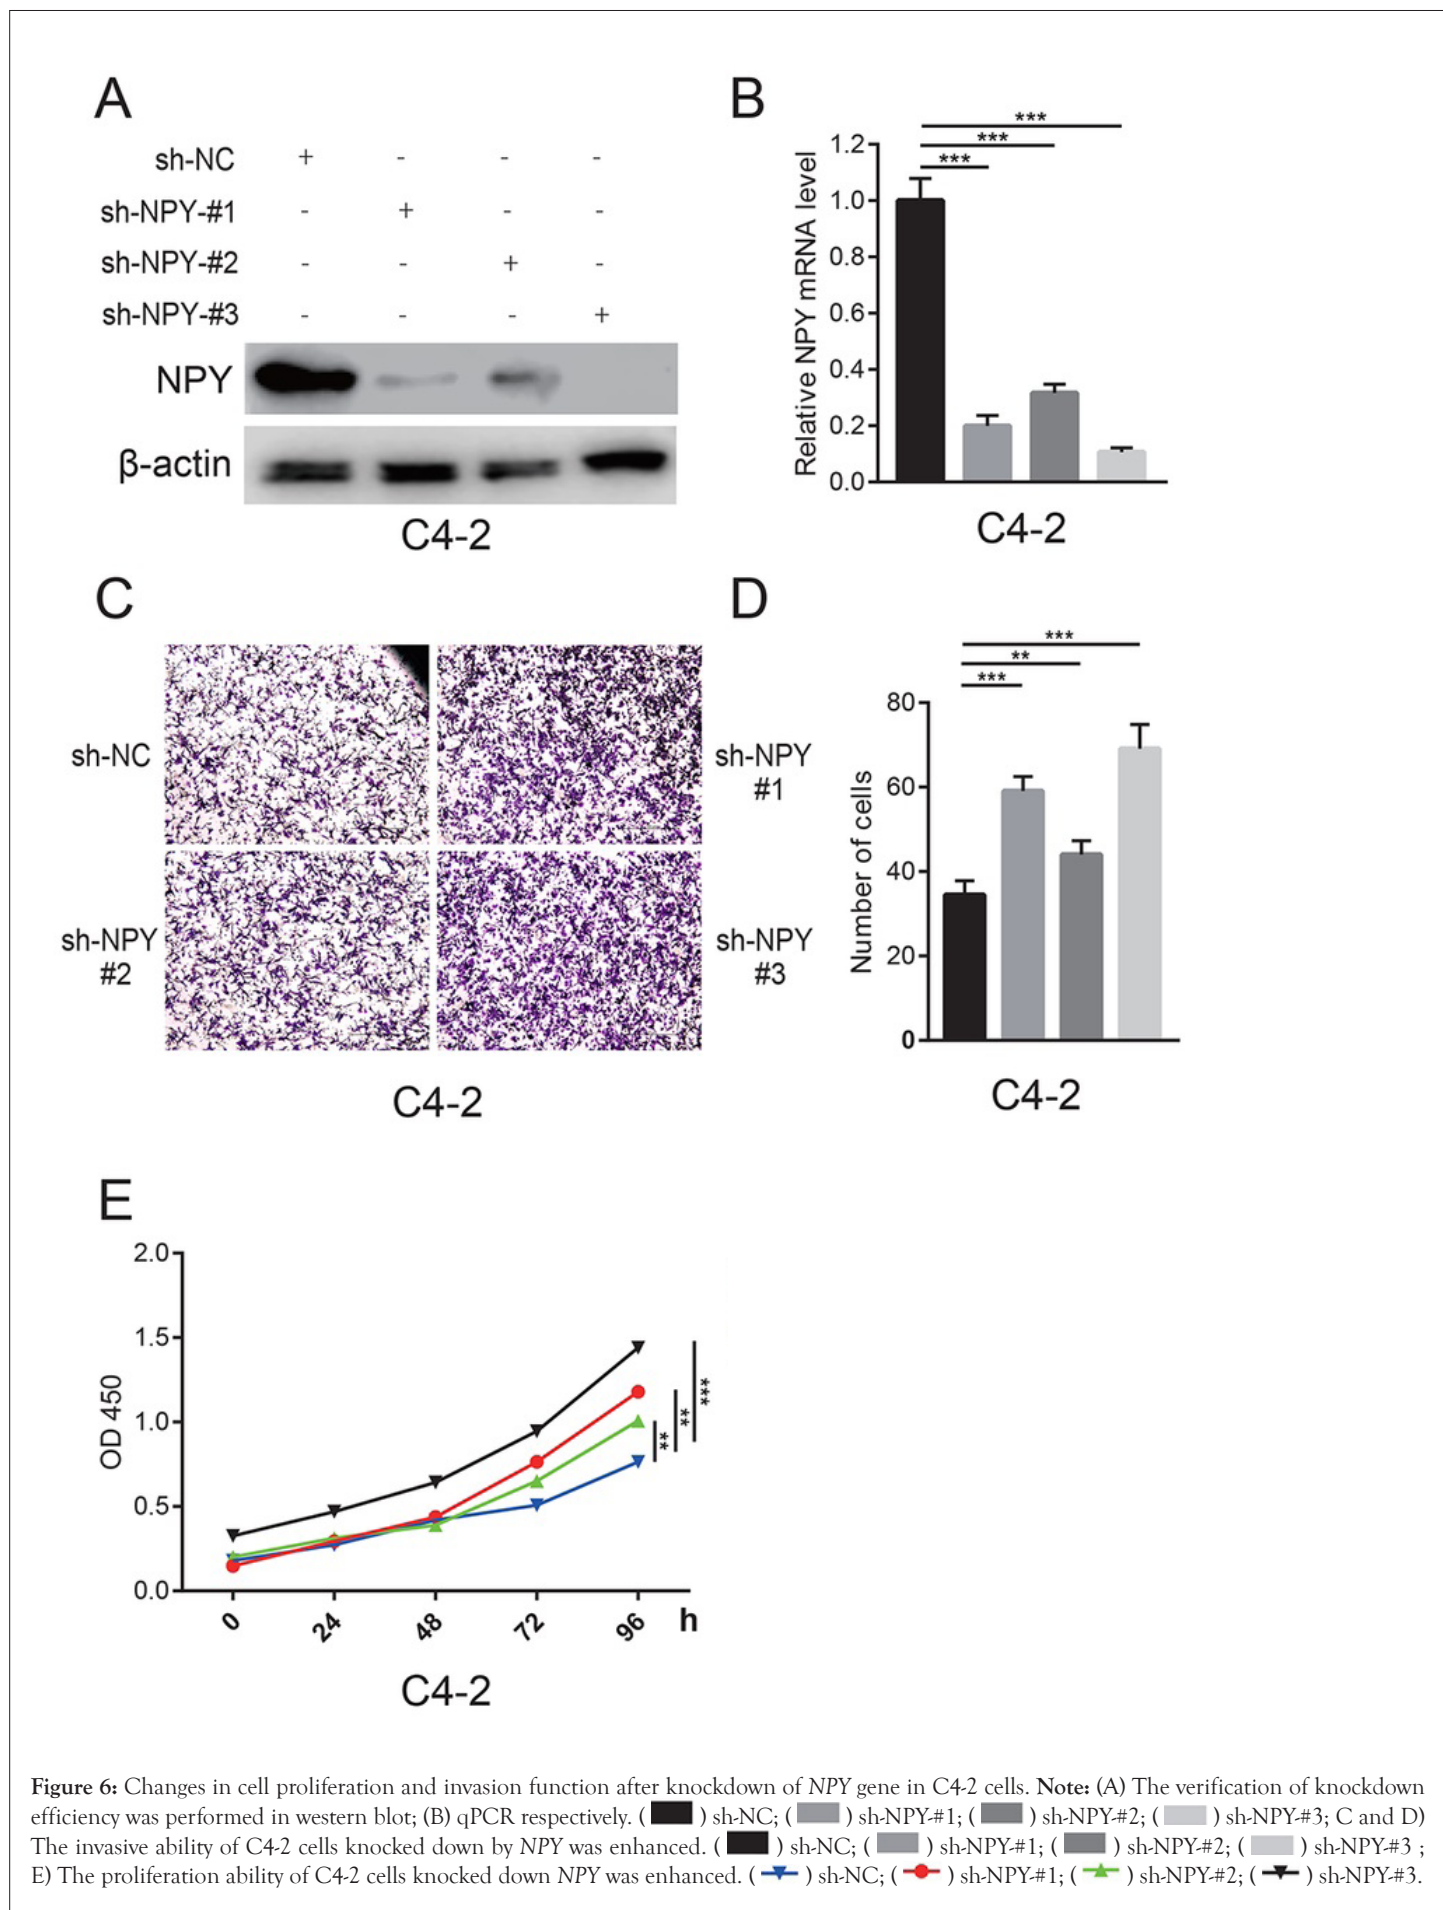 A
sh-NC + - - -
sh-NPY-#1 - + - -
sh-NPY-#2 - - + -
sh-NPY-#3 - - - +
NPY
β-actin
C4-2
B
***
***
***
Relative NPY mRNA level
1.2
1.0
0.8
0.6
0.4
0.2
0.0
C4-2
C
sh-NC
sh-NPY
#1
sh-NPY
#2
sh-NPY
#3
C4-2
D
***
**
***
Number of cells
80
60
40
20
0
C4-2
E
OD 450
2.0
1.5
1.0
0.5
0.0
0 24 48 72 96 h
**
**
***
C4-2
Figure 6: Changes in cell proliferation and invasion function after knockdown of NPY gene in C4-2 cells. Note: (A) The verification of knockdown
efficiency was performed in western blot; (B) qPCR respectively. ( ) sh-NC; ( ) sh-NPY-#1; ( ) sh-NPY-#2; ( ) sh-NPY-#3; C and D)
The invasive ability of C4-2 cells knocked down by NPY was enhanced. ( ) sh-NC; ( ) sh-NPY-#1; ( ) sh-NPY-#2; ( ) sh-NPY-#3 ;
E) The proliferation ability of C4-2 cells knocked down NPY was enhanced. ( ) sh-NC; ( ) sh-NPY-#1; ( ) sh-NPY-#2; ( ) sh-NPY-#3.